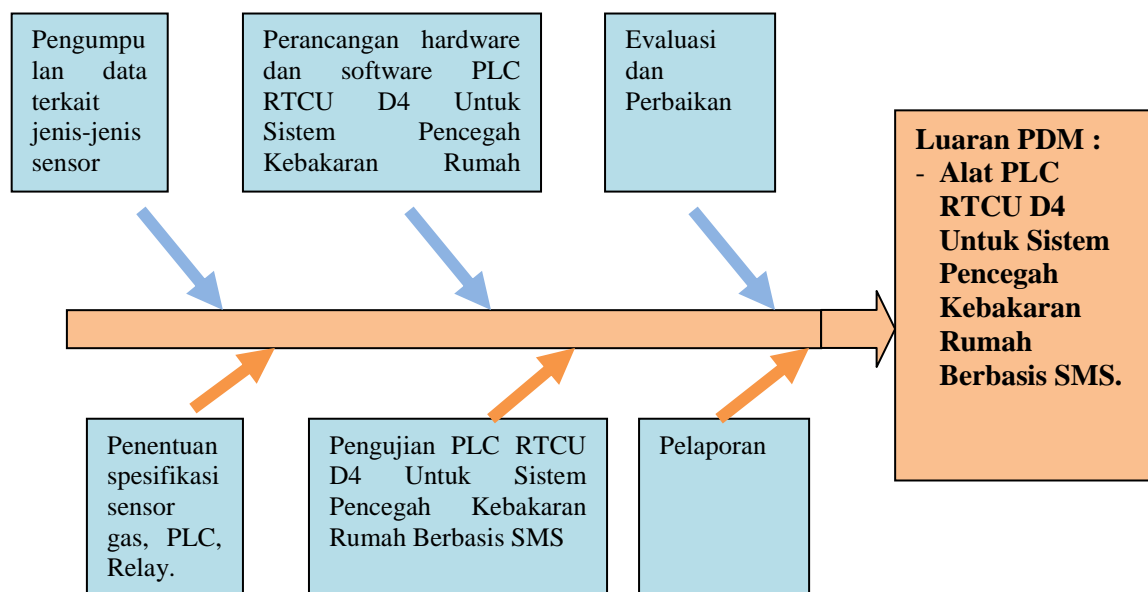 Pengumpu
lan data
terkait
jenis-jenis
sensor
Perancangan hardware
dan software PLC
RTCU D4 Untuk
Sistem Pencegah
Kebakaran Rumah
Evaluasi
dan
Perbaikan
Luaran PDM :
- Alat PLC
RTCU D4
Untuk Sistem
Pencegah
Kebakaran
Rumah
Berbasis SMS.
Penentuan
spesifikasi
sensor
gas, PLC,
Relay.
Pengujian PLC RTCU
D4 Untuk Sistem
Pencegah Kebakaran
Rumah Berbasis SMS
Pelaporan